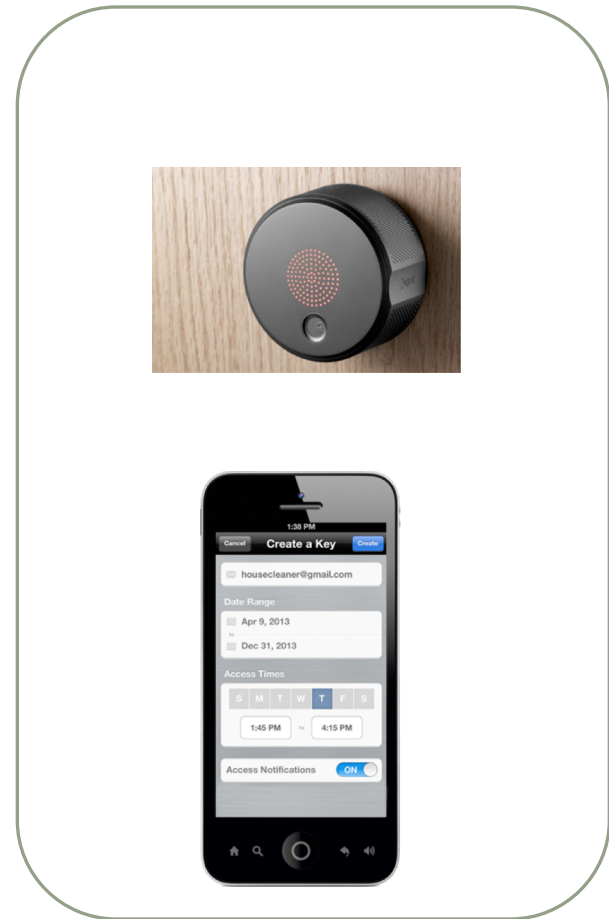 1:38 PM
Cancel Create a Key Create
housecleaner@gmail.com
Date Range
Apr 9, 2013
to
Dec 31, 2013
Access Times
S M T W T F S
1:45 PM to 4:15 PM
Access Notifications ON